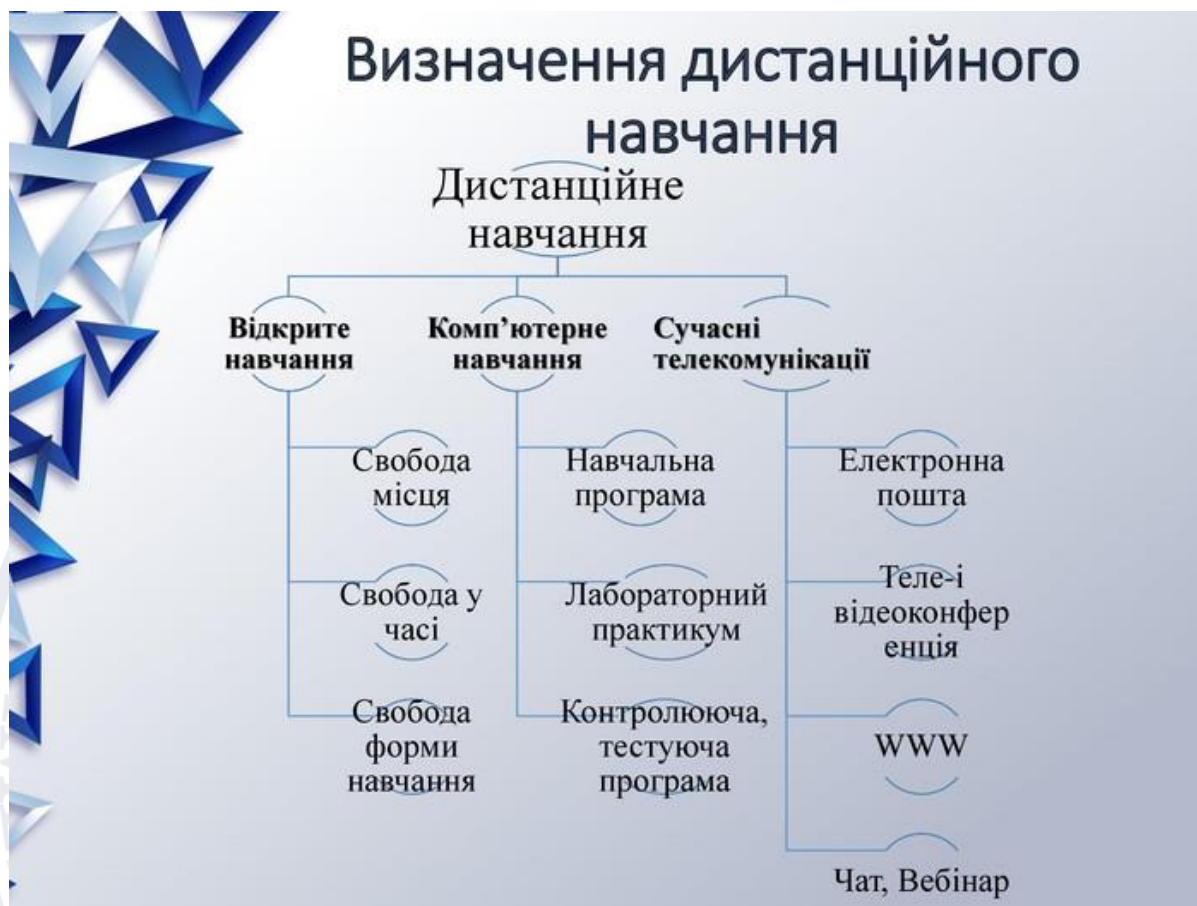 Визначення дистанційного
навчання
Дистанційне
навчання
Відкрите
навчання
Комп’ютерне
навчання
Сучасні
телекомунікації
Свобода
місця
Свобода у
часі
Свобода
форми
навчання
Навчальна
програма
Лабораторний
практикум
Контролююча,
тестуюча
програма
Електронна
пошта
Теле-і
відеоконфер
енція
WWW
Чат, Вебінар